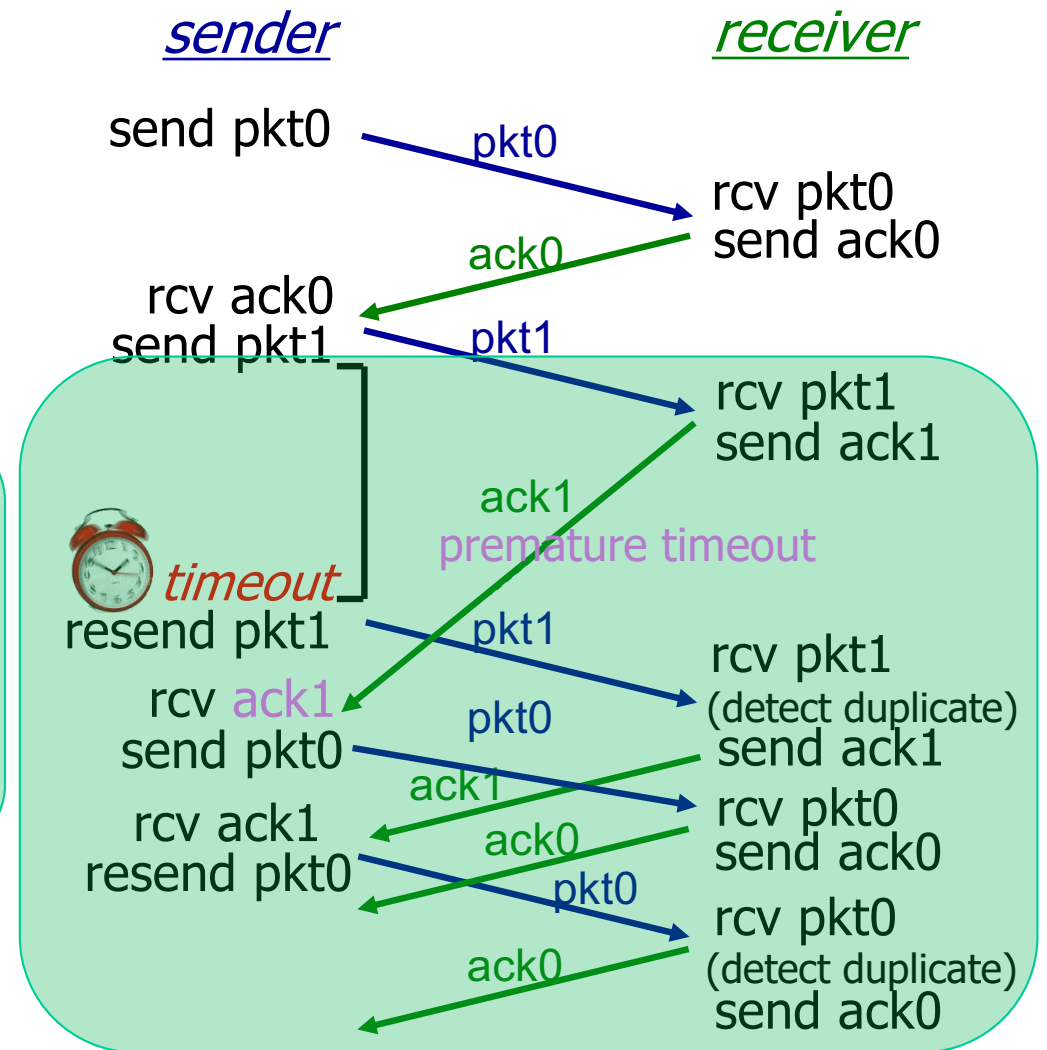 sender receiver
send pkt0
pkt0
rcv pkt0
send ack0
ack0
rcv ack0
send pkt1
pkt1
rcv pkt1
send ack1
ack1
premature timeout
timeout
resend pkt1
pkt1
rcv pkt1
(detect duplicate)
send ack1
rcv ack1
send pkt0
pkt0
ack1
rcv pkt0
send ack0
rcv ack1
resend pkt0
ack0
pkt0
rcv pkt0
(detect duplicate)
send ack0
ack0